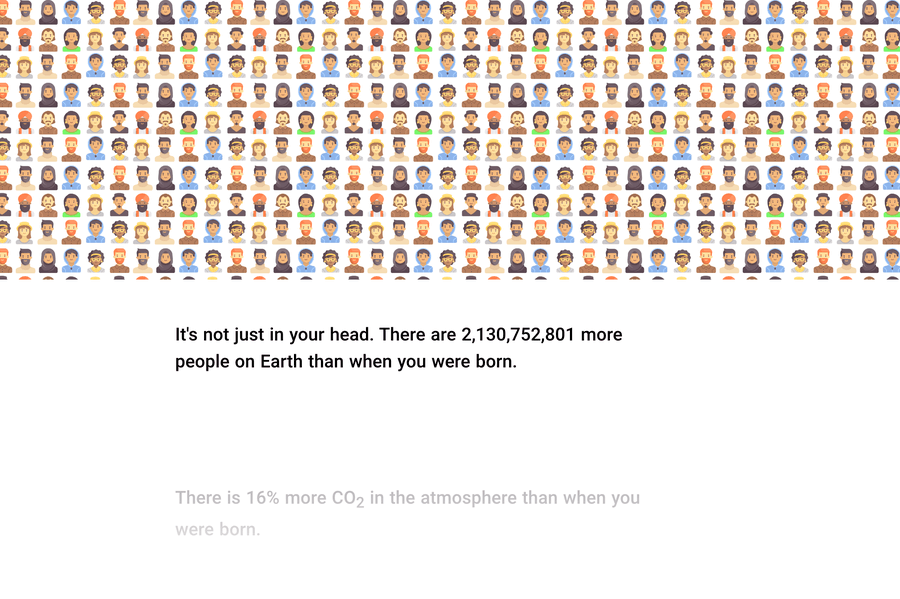 It's not just in your head. There are 2,130,752,801 more
people on Earth than when you were born.
There is 16% more CO₂ in the atmosphere than when you
were born.